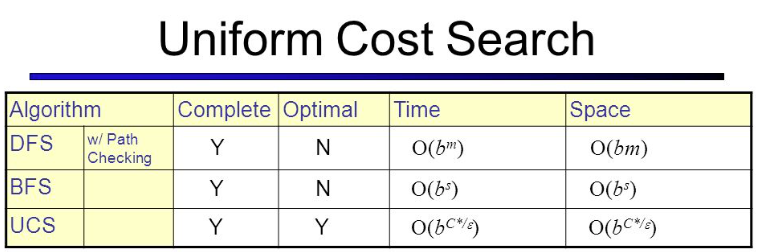 Uniform Cost Search
Algorithm Complete Optimal Time Space
DFS w/ Path Checking Y N O(b^m) O(bm)
BFS Y N O(b^s) O(b^s)
UCS Y Y O(b^{C*/ε}) O(b^{C*/ε})